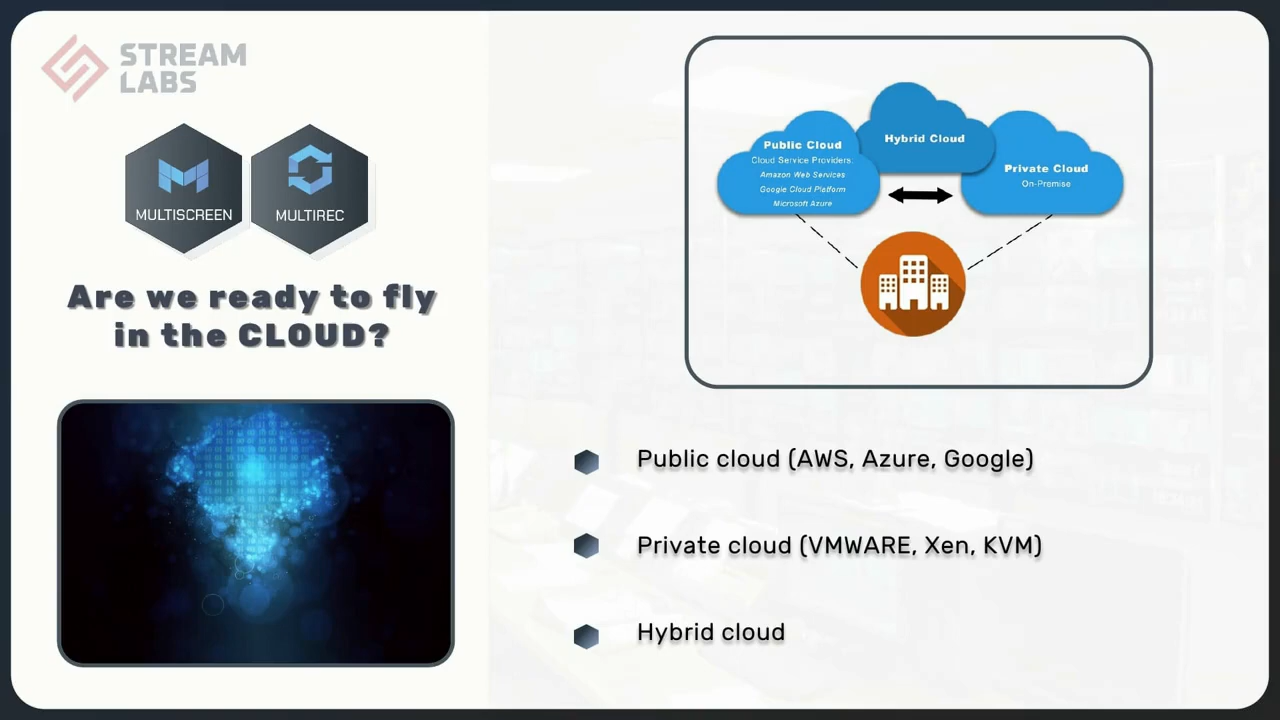 STREAM
LABS
MULTISCREEN
MULTIREC
Are we ready to fly
in the CLOUD?
Public Cloud
Cloud Service Providers:
Amazon Web Services
Google Cloud Platform
Microsoft Azure
Hybrid Cloud
Private Cloud
On-Premise
Public cloud (AWS, Azure, Google)
Private cloud (VMWARE, Xen, KVM)
Hybrid cloud